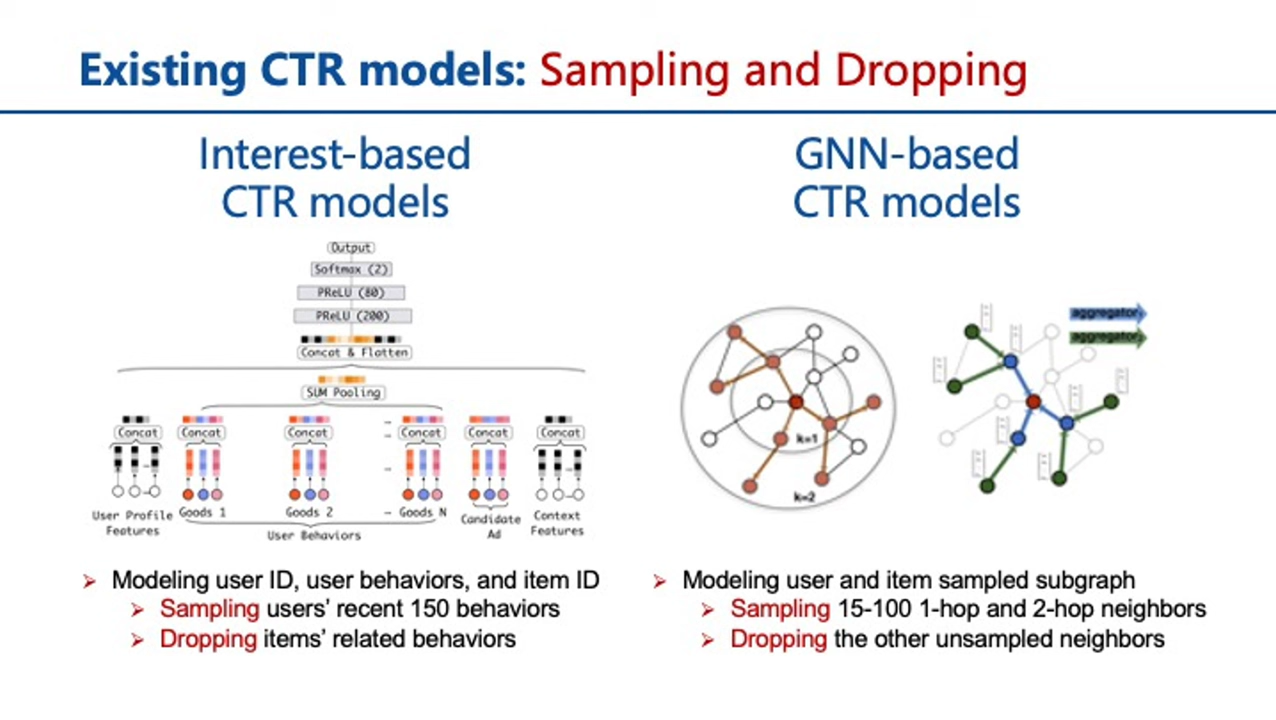 Existing CTR models: Sampling and Dropping
Interest-based
CTR models
Output
Softmax (2)
PReLU (80)
PReLU (200)
Concat & Flatten
SUM Pooling
Concat
Concat
Concat
Concat
Concat
Concat
User Profile
Features
Goods 1
Goods 2
Goods N
Candidate
Ad
Context
Features
User Behaviors
➢ Modeling user ID, user behaviors, and item ID
➢ Sampling users’ recent 150 behaviors
➢ Dropping items’ related behaviors
GNN-based
CTR models
k=1
k=2
aggregator
aggregator
➢ Modeling user and item sampled subgraph
➢ Sampling 15-100 1-hop and 2-hop neighbors
➢ Dropping the other unsampled neighbors